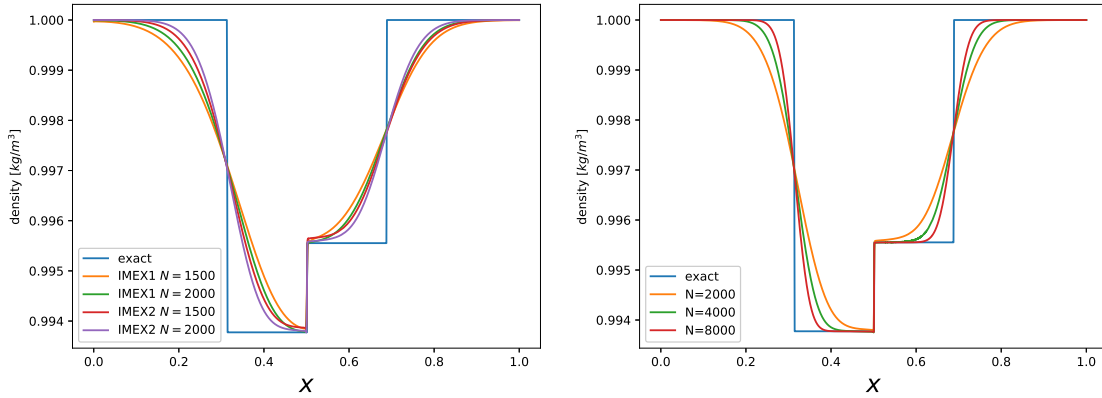 density [kg/m³]
1.000
0.999
0.998
0.997
0.996
0.995
0.994
exact
IMEX1 N = 1500
IMEX1 N = 2000
IMEX2 N = 1500
IMEX2 N = 2000
0.0 0.2 0.4 0.6 0.8 1.0
x
density [kg/m³]
1.000
0.999
0.998
0.997
0.996
0.995
0.994
exact
N=2000
N=4000
N=8000
0.0 0.2 0.4 0.6 0.8 1.0
x